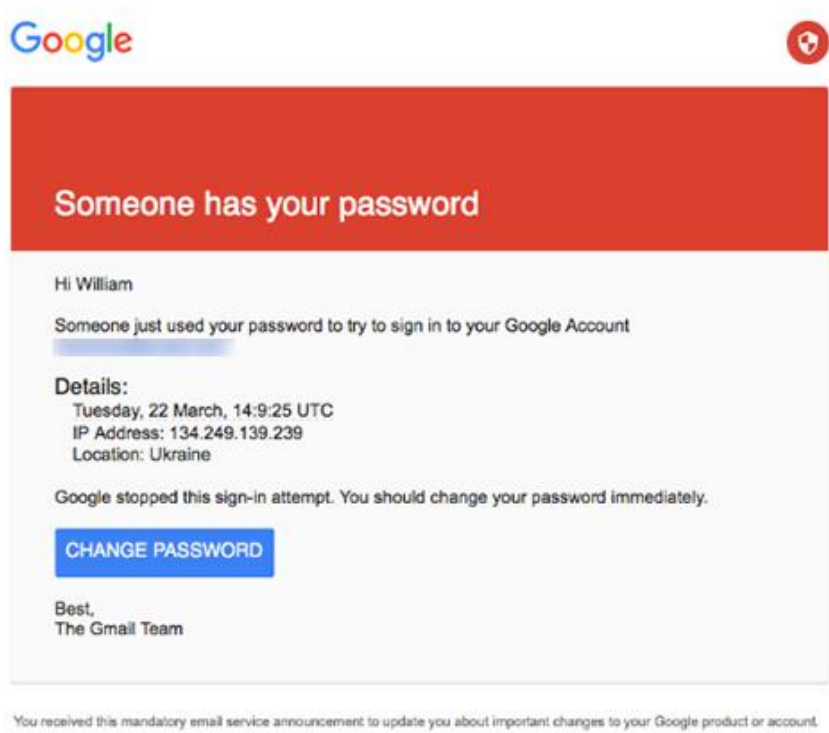 Google
Someone has your password
Hi William
Someone just used your password to try to sign in to your Google Account
Details:
Tuesday, 22 March, 14:9:25 UTC
IP Address: 134.249.139.239
Location: Ukraine
Google stopped this sign-in attempt. You should change your password immediately.
CHANGE PASSWORD
Best,
The Gmail Team
You received this mandatory email service announcement to update you about important changes to your Google product or account.